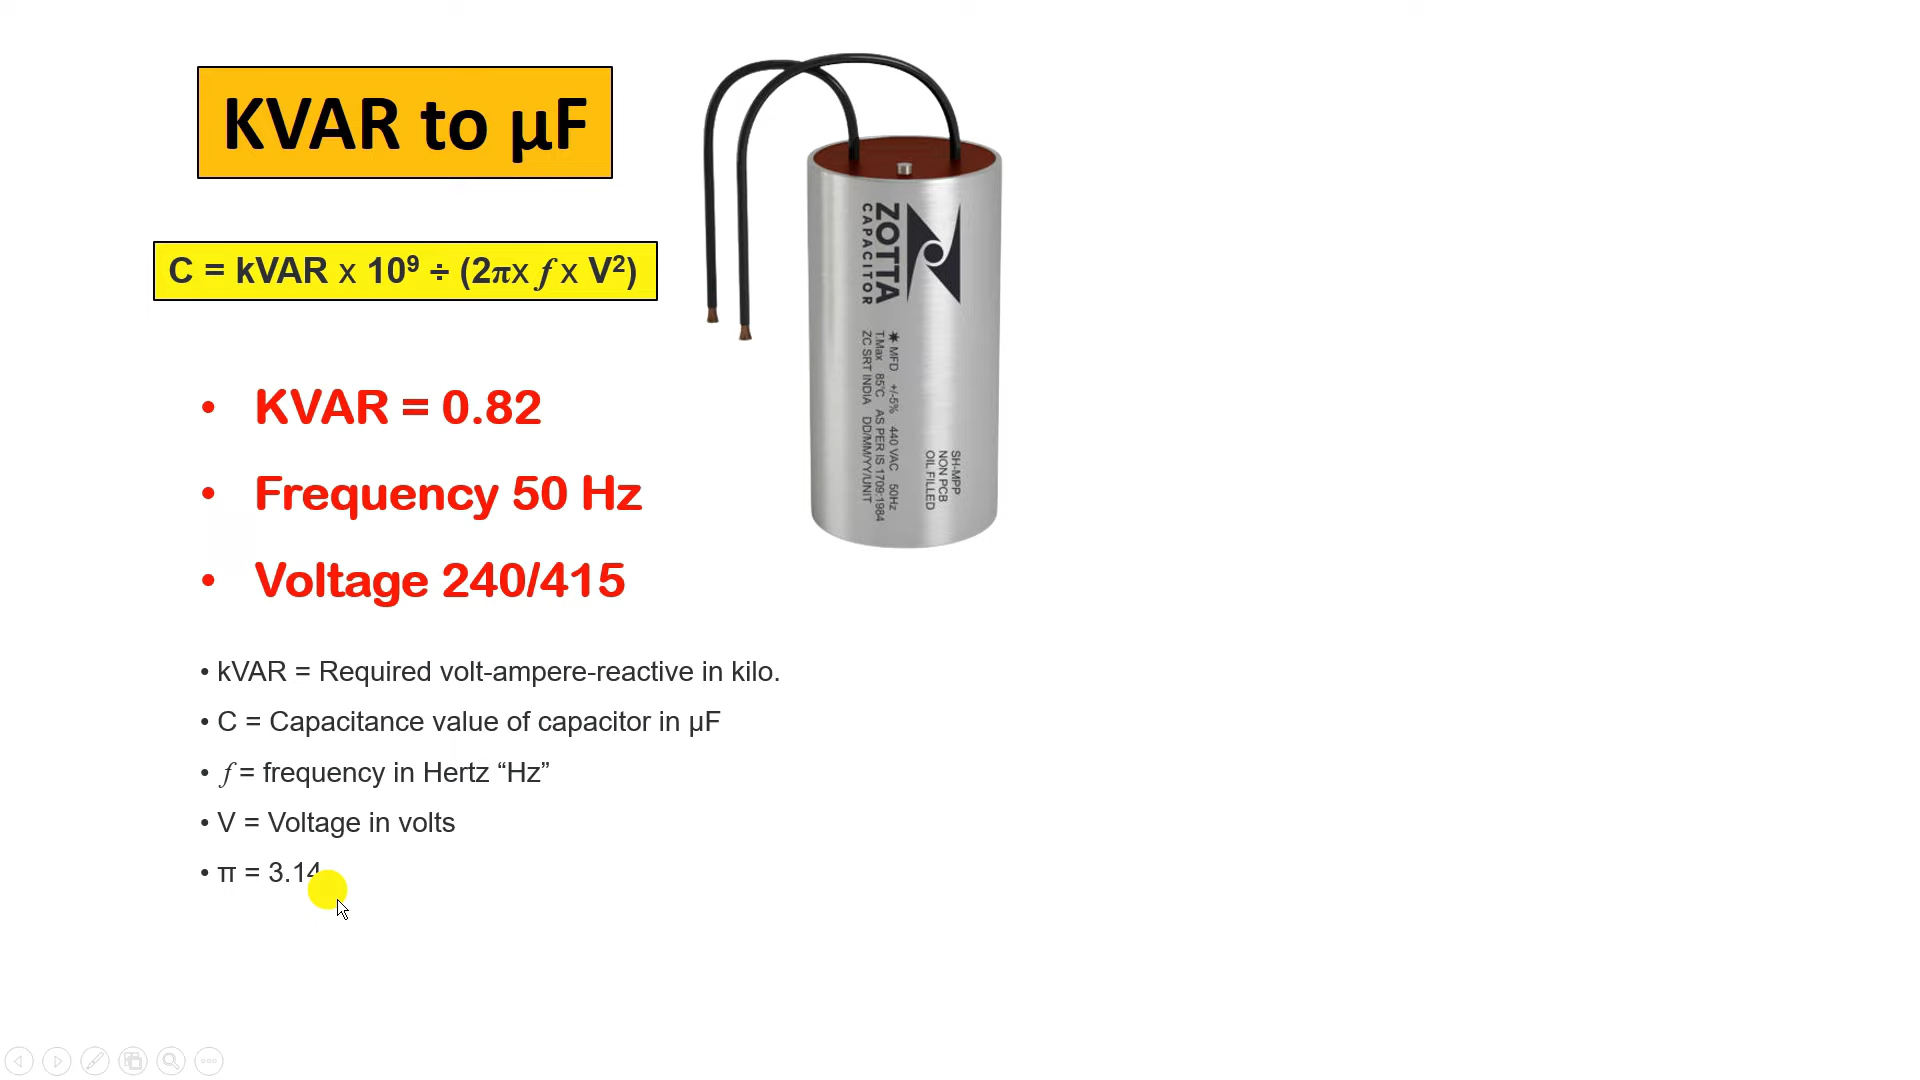 KVAR to µF
C = kVAR x 10⁹ ÷ (2πx f x V²)
• KVAR = 0.82
• Frequency 50 Hz
• Voltage 240/415
• kVAR = Required volt-ampere-reactive in kilo.
• C = Capacitance value of capacitor in μF
• f = frequency in Hertz “Hz”
• V = Voltage in volts
• π = 3.14
ZOTTA
CAPACITOR
✷ MFD +/-5% 440 VAC 50Hz
T.Max 85°C AS PER IS 1709:1984
ZC SRT INDIA DD/MM/YY/UNIT
SH-MPP
NON PCB
OIL FILLED